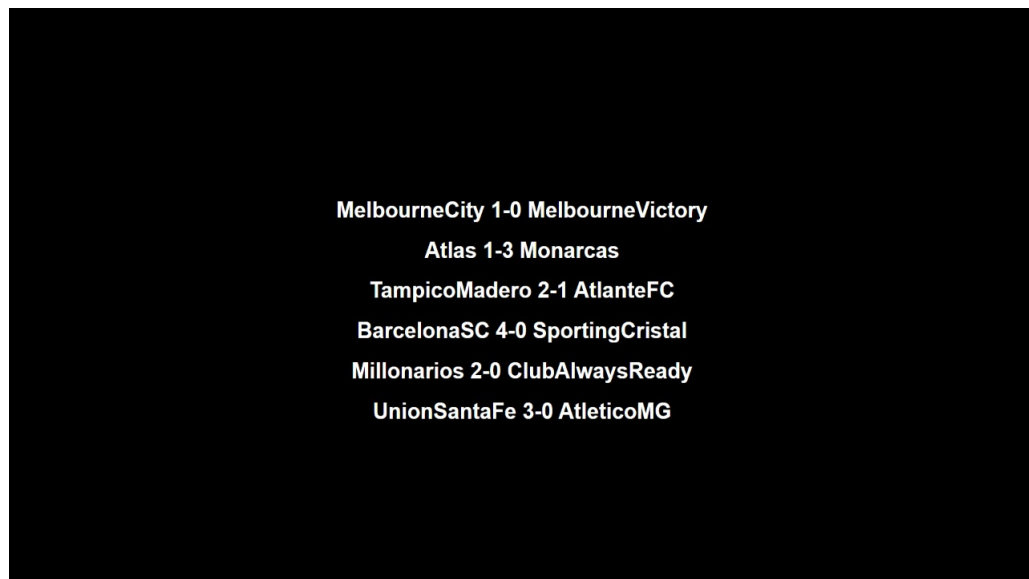 MelbourneCity 1-0 MelbourneVictory
Atlas 1-3 Monarcas
TampicoMadero 2-1 AtlanteFC
BarcelonaSC 4-0 SportingCristal
Millonarios 2-0 ClubAlwaysReady
UnionSantaFe 3-0 AtleticoMG